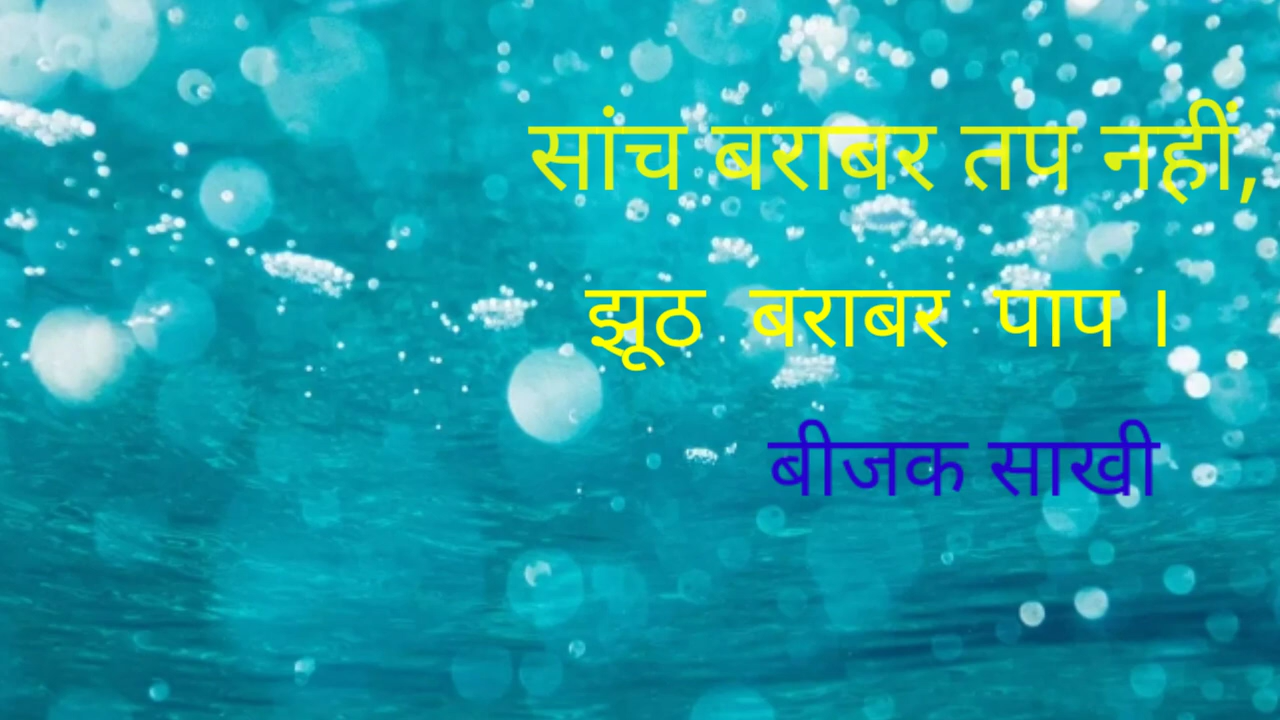 सांच बराबर तप नहीं,
झूठ बराबर पाप ।
बीजक साखी